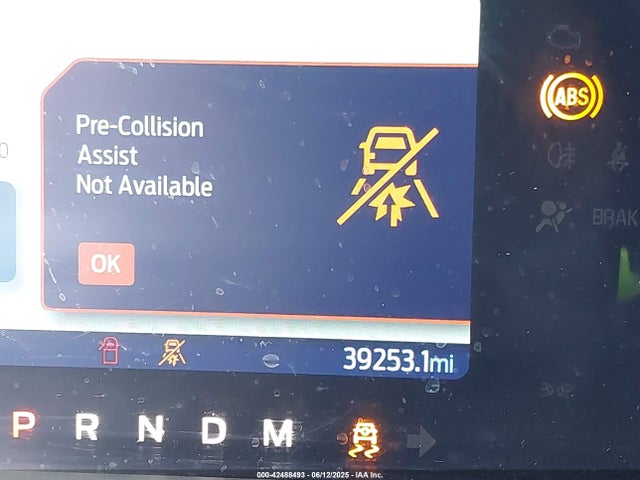 Pre-Collision
Assist
Not Available
OK
ABS
BRAK
39253.1mi
P R N D M
000-42488493 - 06/12/2025 - IAA Inc.